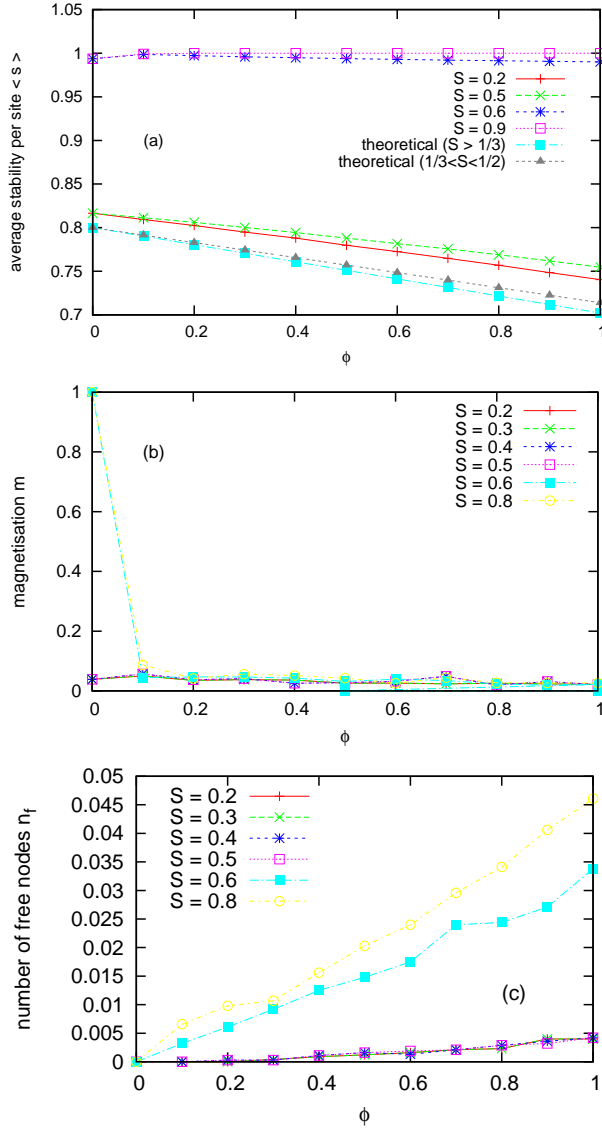 1.05
1
0.95
0.9
0.85
0.8
0.75
0.7
average stability per site < s >
(a)
S = 0.2
S = 0.5
S = 0.6
S = 0.9
theoretical (S > 1/3)
theoretical (1/3<S<1/2)
0 0.2 0.4 0.6 0.8 1
ϕ
1
0.8
0.6
0.4
0.2
0
magnetisation m
(b)
S = 0.2
S = 0.3
S = 0.4
S = 0.5
S = 0.6
S = 0.8
0 0.2 0.4 0.6 0.8 1
ϕ
0.05
0.045
0.04
0.035
0.03
0.025
0.02
0.015
0.01
0.005
0
number of free nodes n_f
S = 0.2
S = 0.3
S = 0.4
S = 0.5
S = 0.6
S = 0.8
(c)
0 0.2 0.4 0.6 0.8 1
ϕ